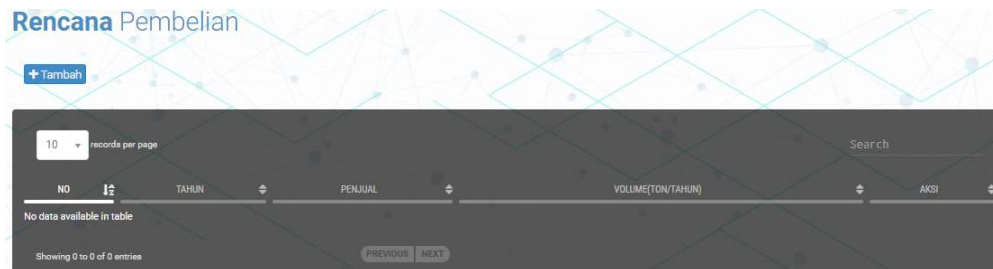 Rencana Pembelian
+ Tambah
10 records per page
Search
NO TAHUN PENJUAL VOLUME(TON/TAHUN) AKSI
No data available in table
Showing 0 to 0 of 0 entries
PREVIOUS NEXT